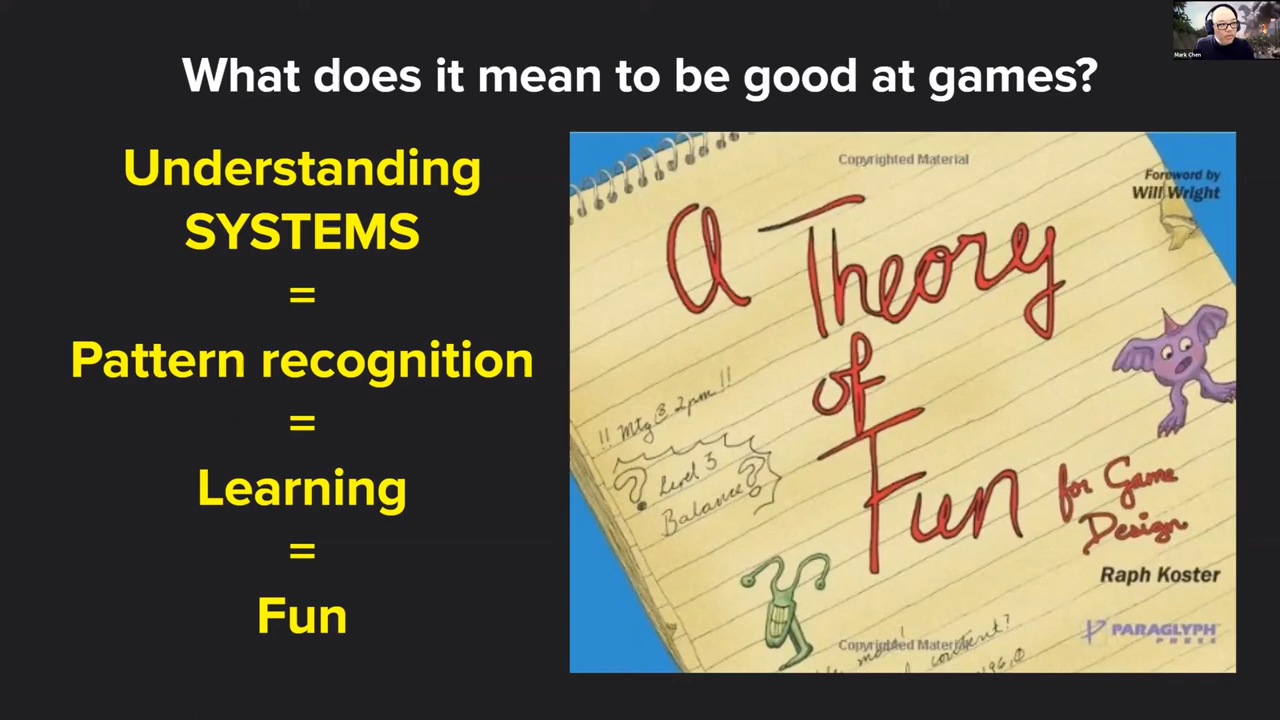 Mark Chen
What does it mean to be good at games?
Understanding
SYSTEMS
=
Pattern recognition
=
Learning
=
Fun
Copyrighted Material
Foreword by
Will Wright
A Theory
of
Fun
for Game
Design
!! Mtg @ 2pm!!
? Level 3
Balance?
Raph Koster
PARAGLYPH
PRESS
Copyrighted Material
content?